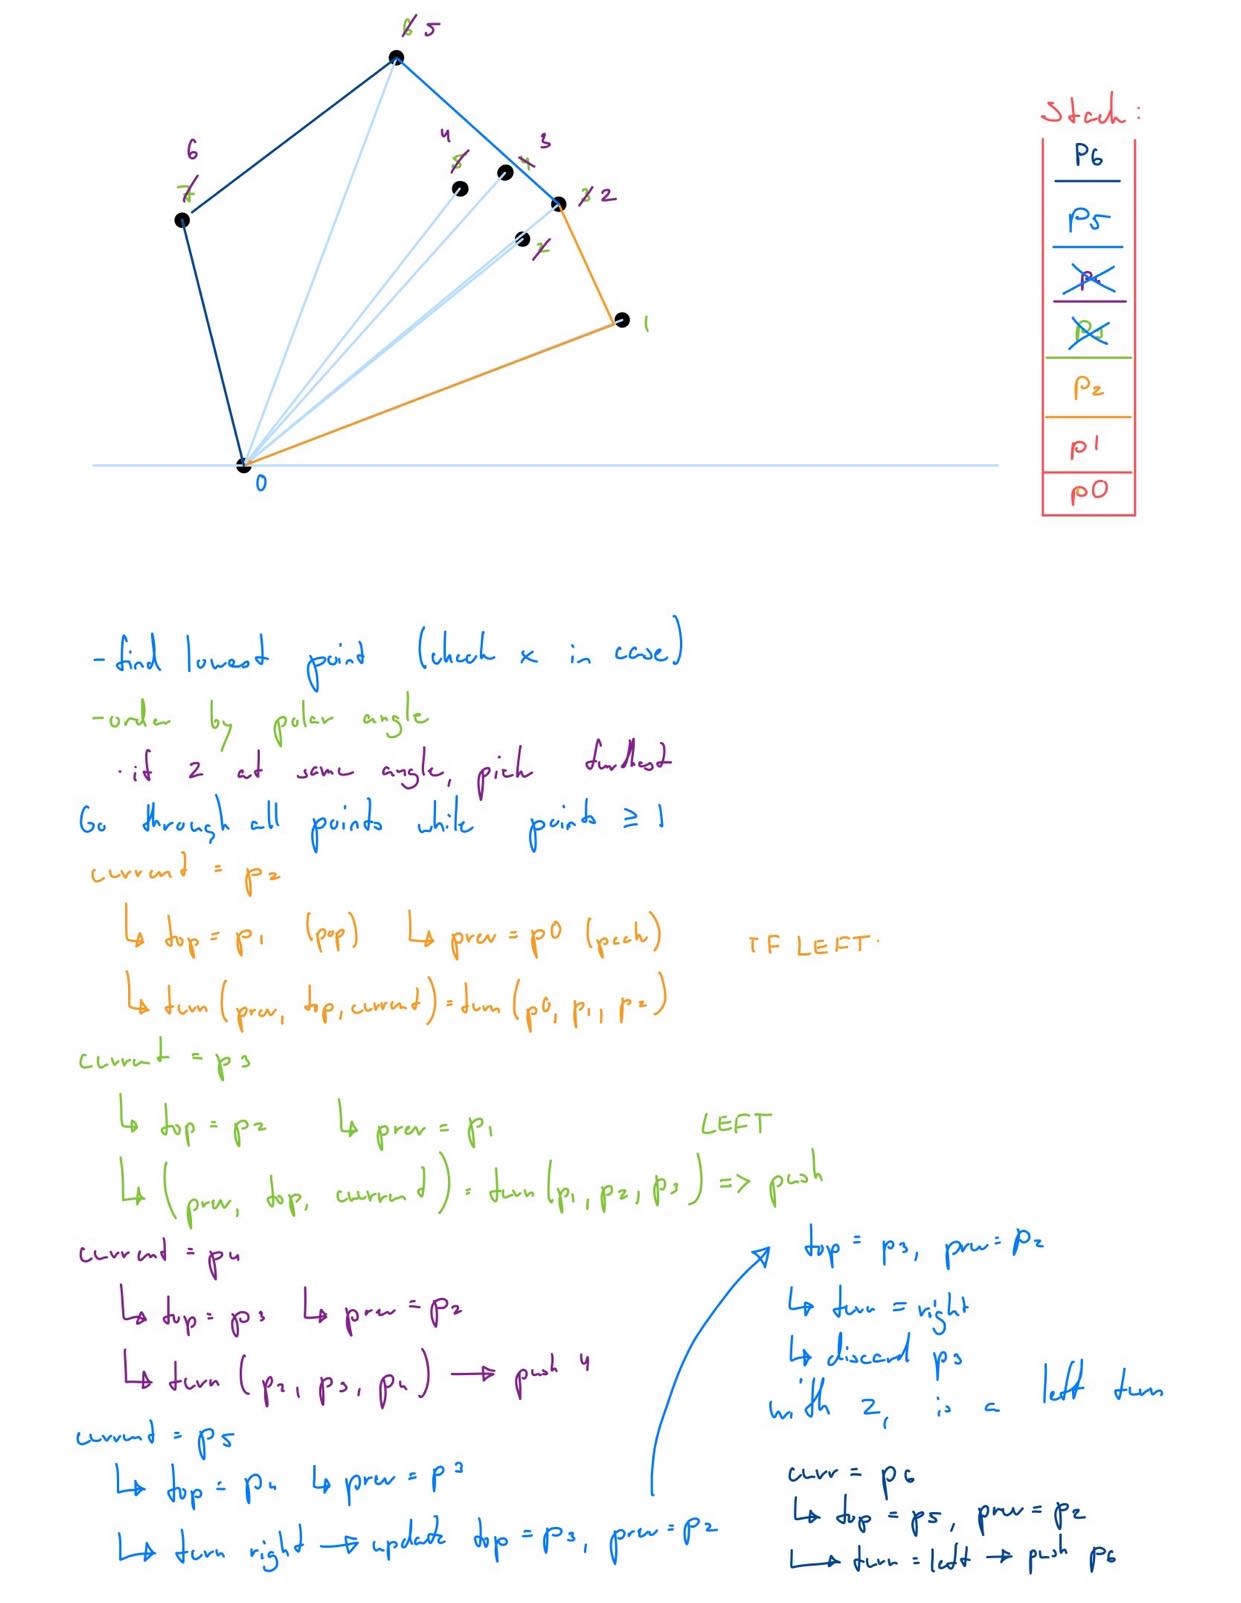 6 5
4
3
6
5
4
7
3 2
2
1
0
Stack:
P6
P5
P2
P1
P0
- find lowest point (check x in case)
- order by polar angle
· if 2 at same angle, pick furthest
Go through all points while points ≥ 1
current = p2
↳ top = p1 (pop) ↳ prev = p0 (peek) IF LEFT·
↳ turn (prev, top, current) = turn (p0, p1, p2)
current = p3
↳ top = p2 ↳ prev = p1 LEFT
↳ (prev, top, current) = turn (p1, p2, p3) => push
current = p4
↳ top = p3 ↳ prev = p2
↳ turn (p2, p3, p4) → push 4
current = p5
↳ top = p4 ↳ prev = p3
↳ turn right → update top = p3, prev = p2
top = p3, prev = p2
↳ turn = right
↳ discard p3
with 2, is a left turn
curr = p6
↳ top = p5, prev = p2
↳ turn = left → push p6